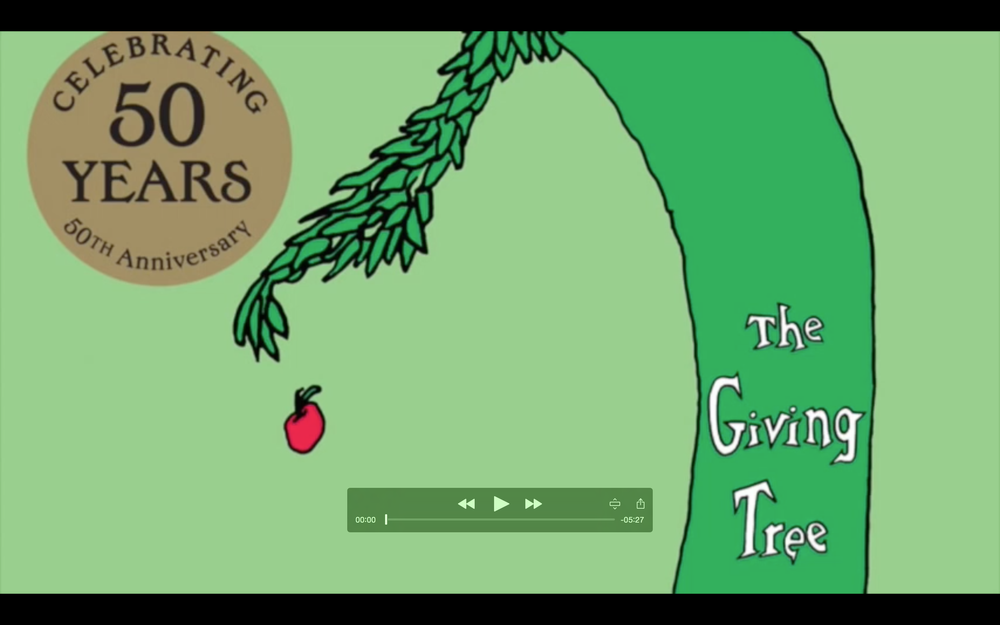 CELEBRATING
50
YEARS
50TH Anniversary
The
Giving
Tree
00:00
-05:27